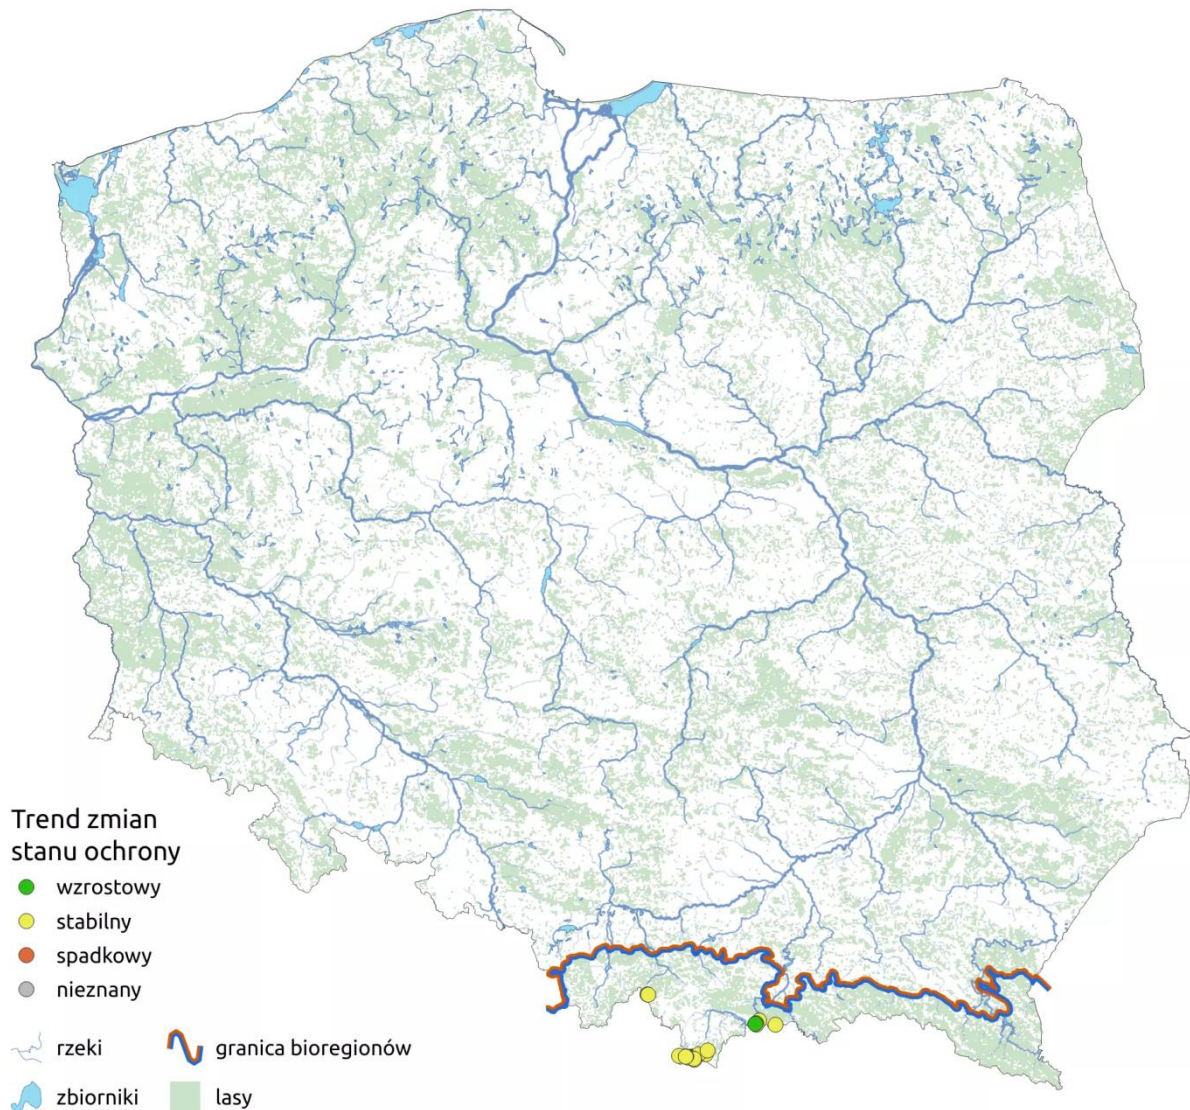 Trend zmian
stanu ochrony
wzrostowy
stabilny
spadkowy
nieznany
rzeki
granica bioregionów
zbiorniki
lasy